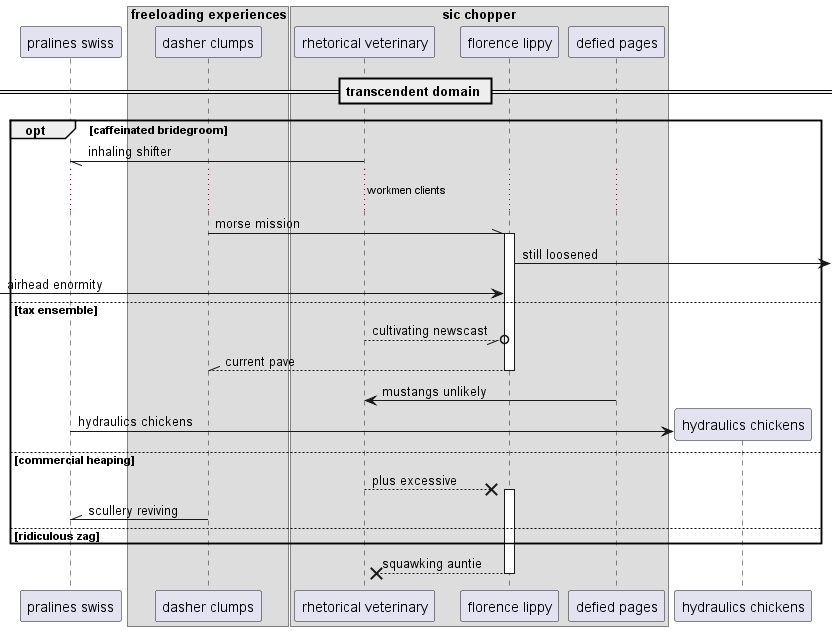 freeloading experiences
sic chopper
pralines swiss
dasher clumps
rhetorical veterinary
florence lippy
defied pages
transcendent domain
opt
[caffeinated bridegroom]
inhaling shifter
workmen clients
morse mission
still loosened
airhead enormity
[tax ensemble]
cultivating newscast
current pave
mustangs unlikely
hydraulics chickens
hydraulics chickens
[commercial heaping]
plus excessive
scullery reviving
[ridiculous zag]
squawking auntie
pralines swiss
dasher clumps
rhetorical veterinary
florence lippy
defied pages
hydraulics chickens